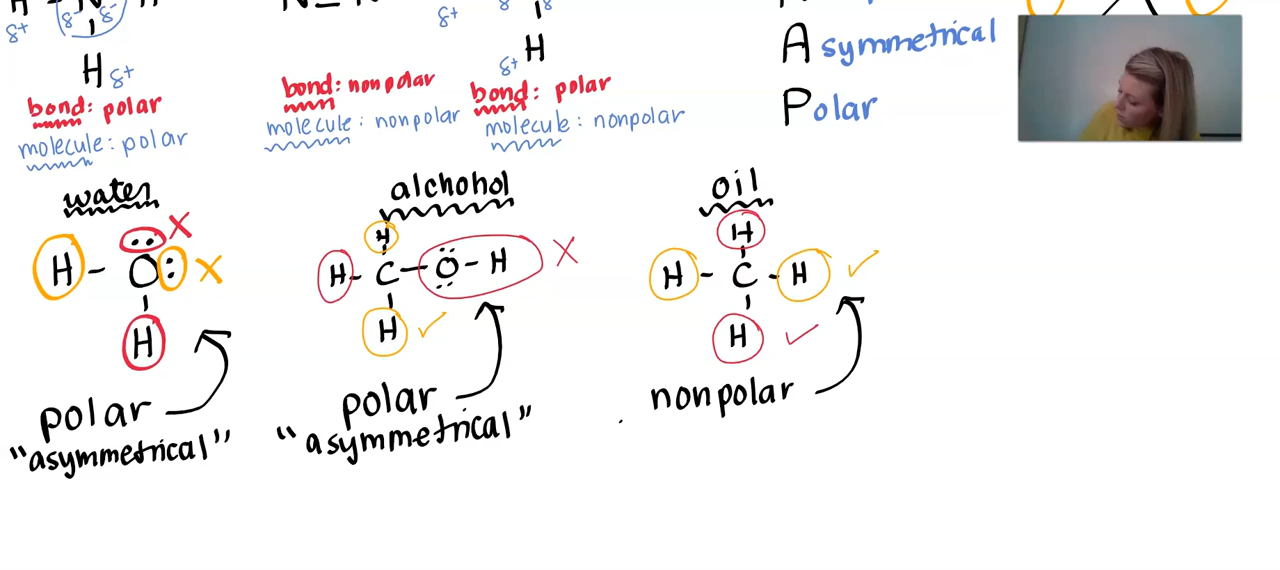 δ+ δ- δ-
H δ+
bond: polar
molecule: polar
bond: nonpolar
molecule: nonpolar
δ+
δ+ H
bond: polar
molecule: nonpolar
Asymmetrical
Polar
water
H - O : X
.. X
H
polar
"asymmetrical"
alchohol
H
H - C - O - H X
H ✓
polar
"asymmetrical"
oil
H
H - C - H ✓
H ✓
nonpolar